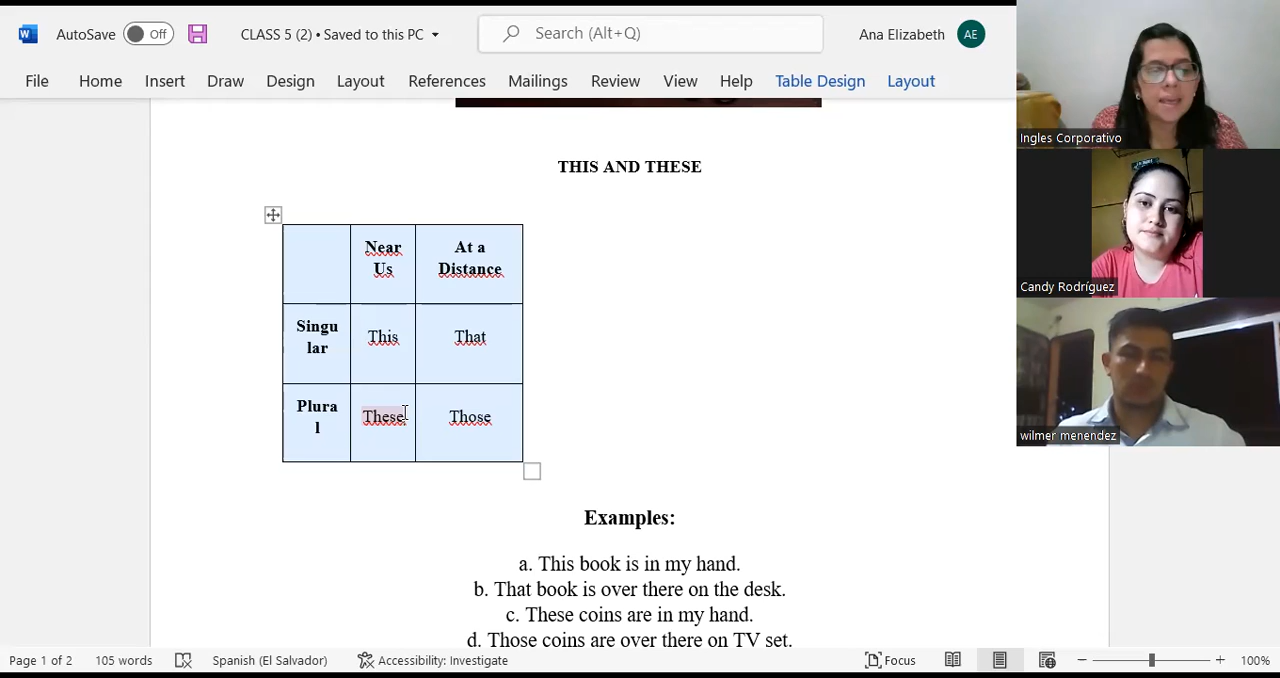 AutoSave Off CLASS 5 (2) • Saved to this PC Search (Alt+Q) Ana Elizabeth AE
File Home Insert Draw Design Layout References Mailings Review View Help Table Design Layout
THIS AND THESE
Near
Us
At a
Distance
Singu
lar
This
That
Plura
l
These
Those
Examples:
a. This book is in my hand.
b. That book is over there on the desk.
c. These coins are in my hand.
d. Those coins are over there on TV set.
Page 1 of 2 105 words Spanish (El Salvador) Accessibility: Investigate Focus 100%
Ingles Corporativo
Candy Rodríguez
wilmer menendez